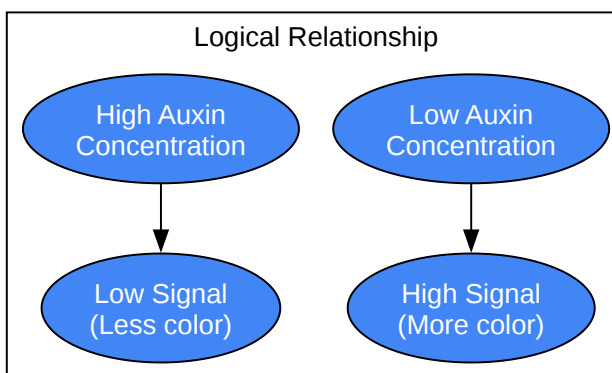 Logical Relationship
High Auxin
Concentration
Low Auxin
Concentration
Low Signal
(Less color)
High Signal
(More color)